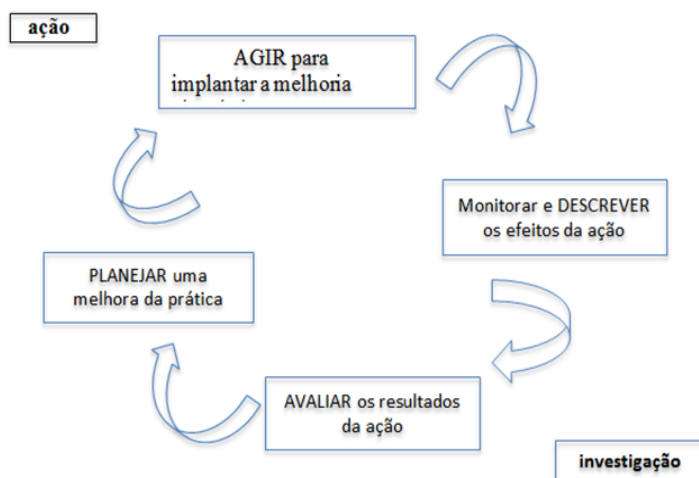 ação
AGIR para
implantar a melhoria
Monitorar e DESCREVER
os efeitos da ação
PLANEJAR uma
melhora da prática
AVALIAR os resultados
da ação
investigação